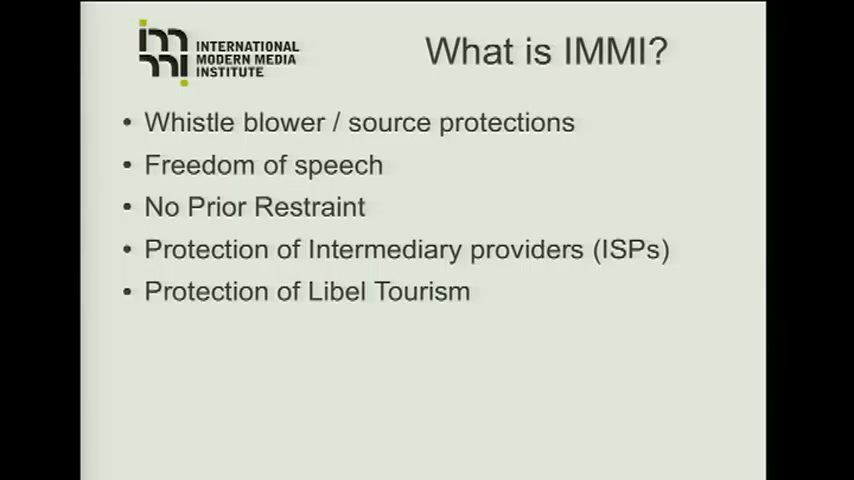 INTERNATIONAL
MODERN MEDIA
INSTITUTE
What is IMMI?
• Whistle blower / source protections
• Freedom of speech
• No Prior Restraint
• Protection of Intermediary providers (ISPs)
• Protection of Libel Tourism